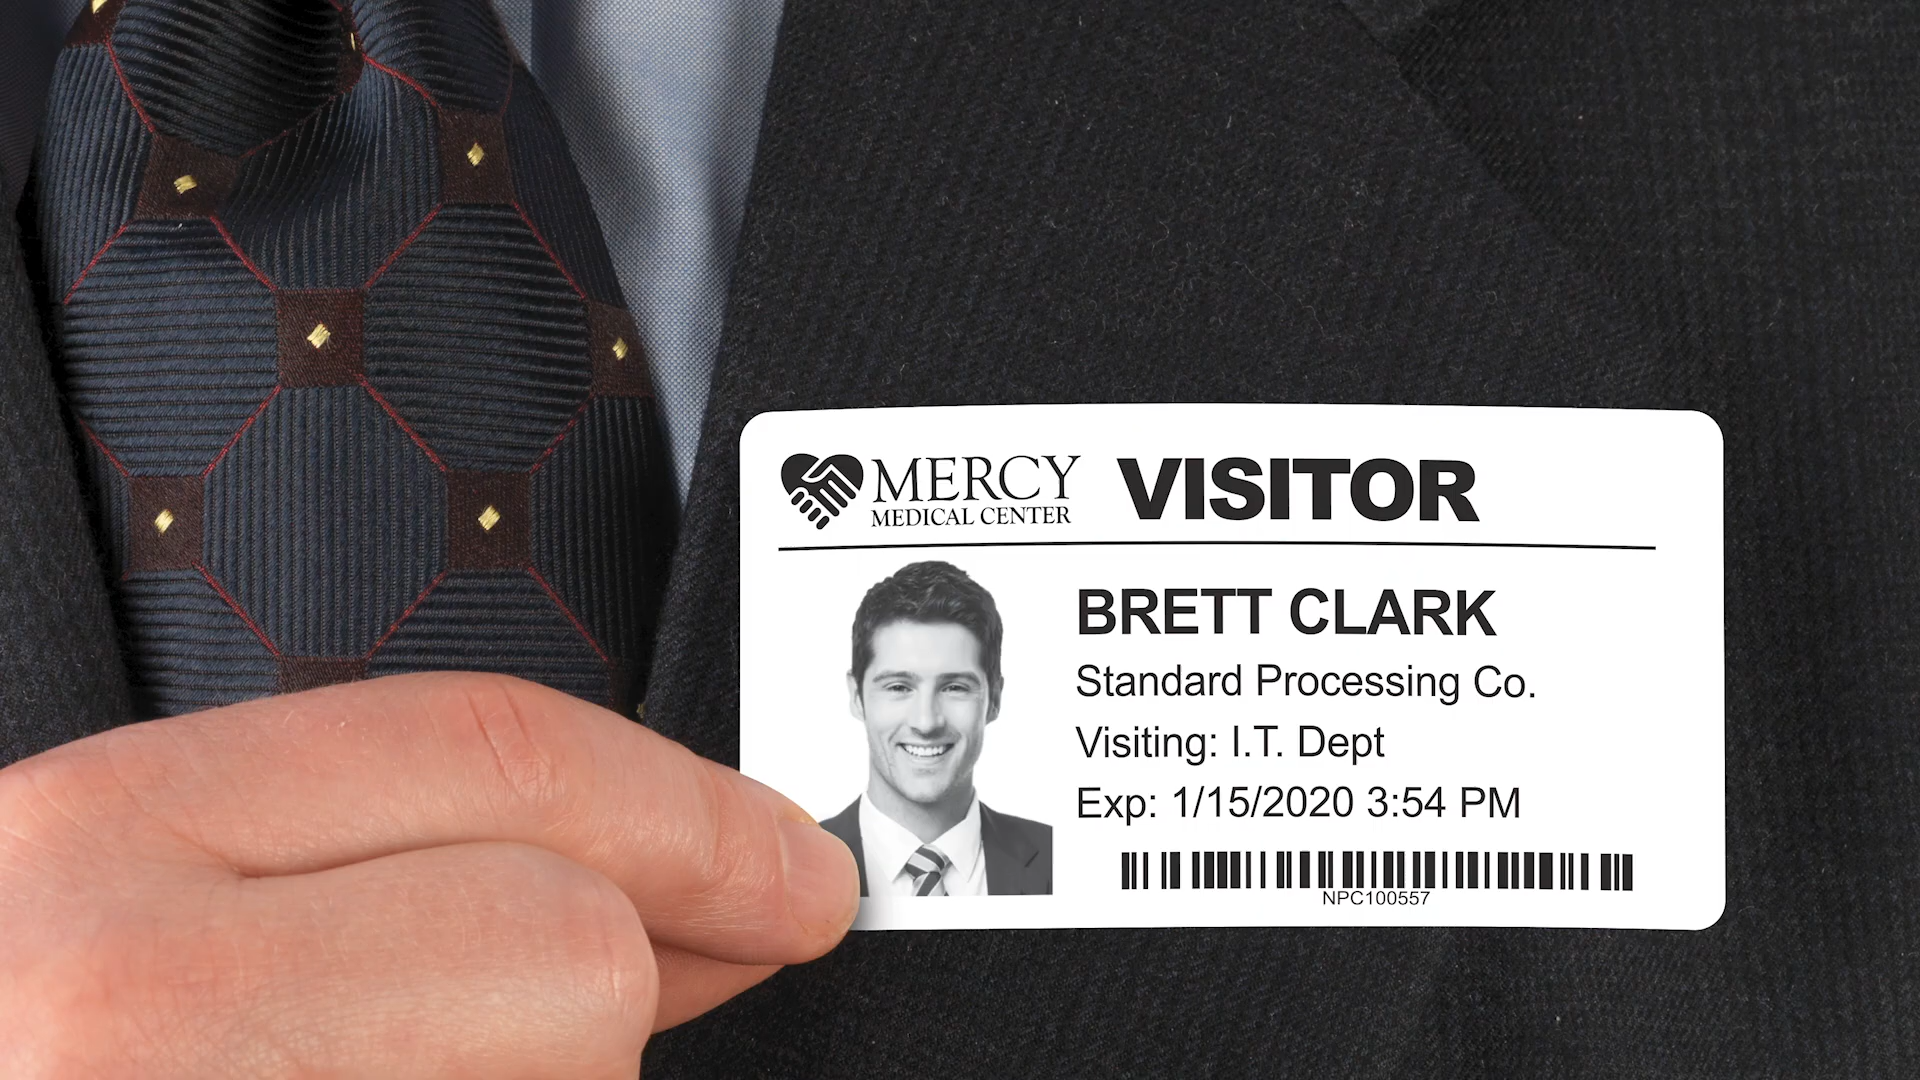 MERCY
MEDICAL CENTER
VISITOR
BRETT CLARK
Standard Processing Co.
Visiting: I.T. Dept
Exp: 1/15/2020 3:54 PM
NPC100557